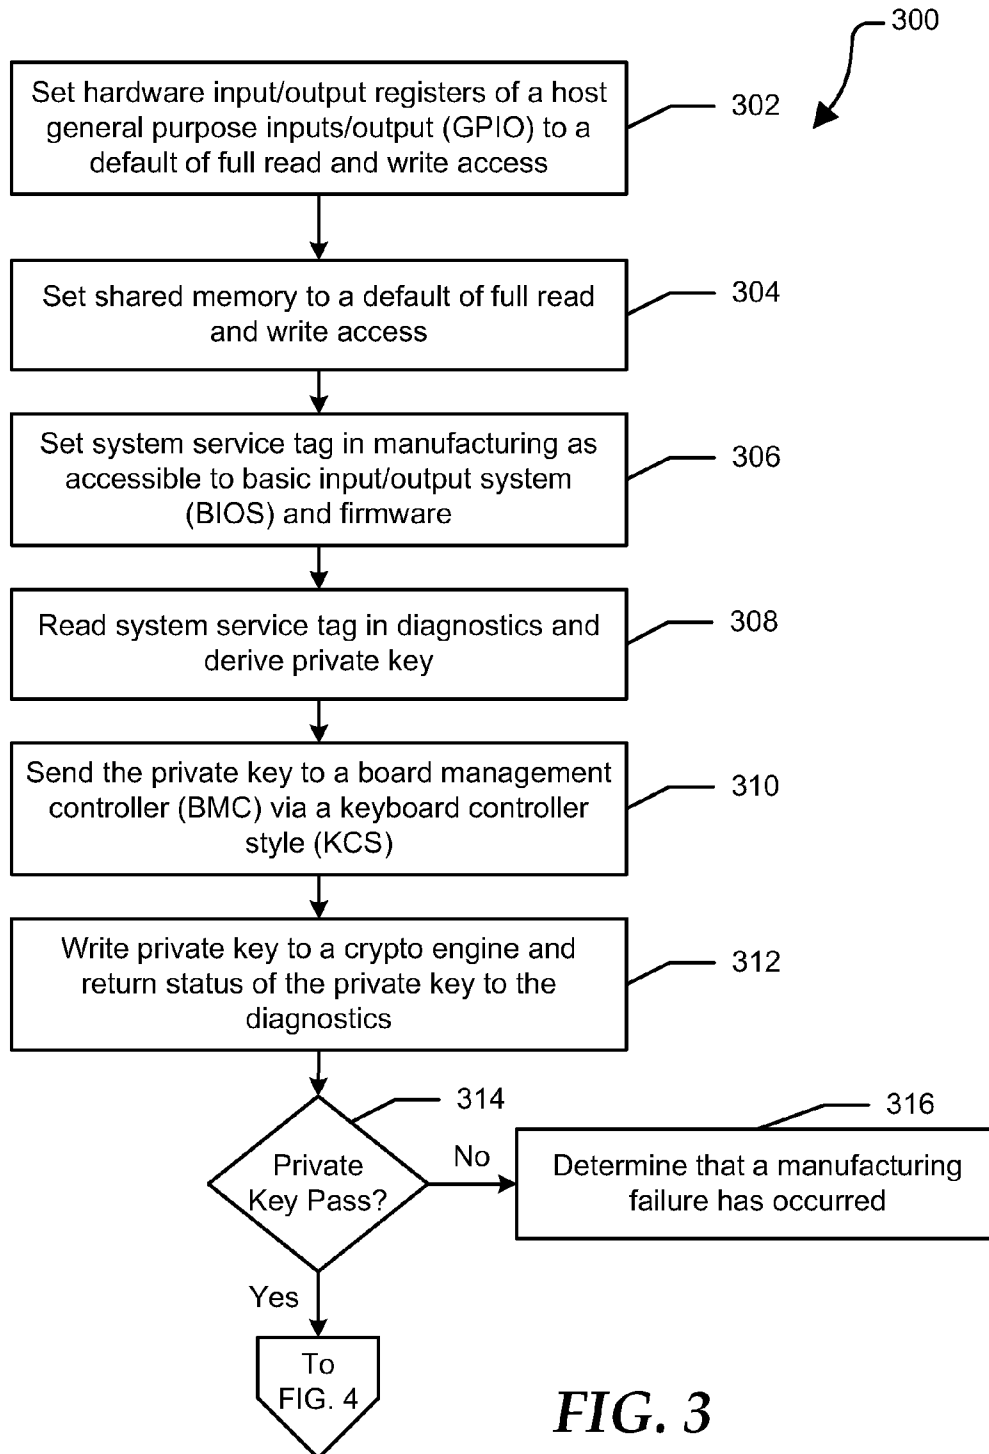 300
Set hardware input/output registers of a host
general purpose inputs/output (GPIO) to a
default of full read and write access
302
Set shared memory to a default of full read
and write access
304
Set system service tag in manufacturing as
accessible to basic input/output system
(BIOS) and firmware
306
Read system service tag in diagnostics and
derive private key
308
Send the private key to a board management
controller (BMC) via a keyboard controller
style (KCS)
310
Write private key to a crypto engine and
return status of the private key to the
diagnostics
312
314
Private
Key Pass?
No
316
Determine that a manufacturing
failure has occurred
Yes
To
FIG. 4
FIG. 3